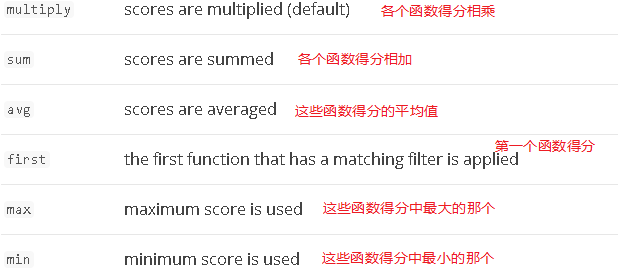 multiply scores are multiplied (default) 各个函数得分相乘
sum scores are summed 各个函数得分相加
avg scores are averaged 这些函数得分的平均值
第一个函数得分
first the first function that has a matching filter is applied
max maximum score is used 这些函数得分中最大的那个
min minimum score is used 这些函数得分中最小的那个